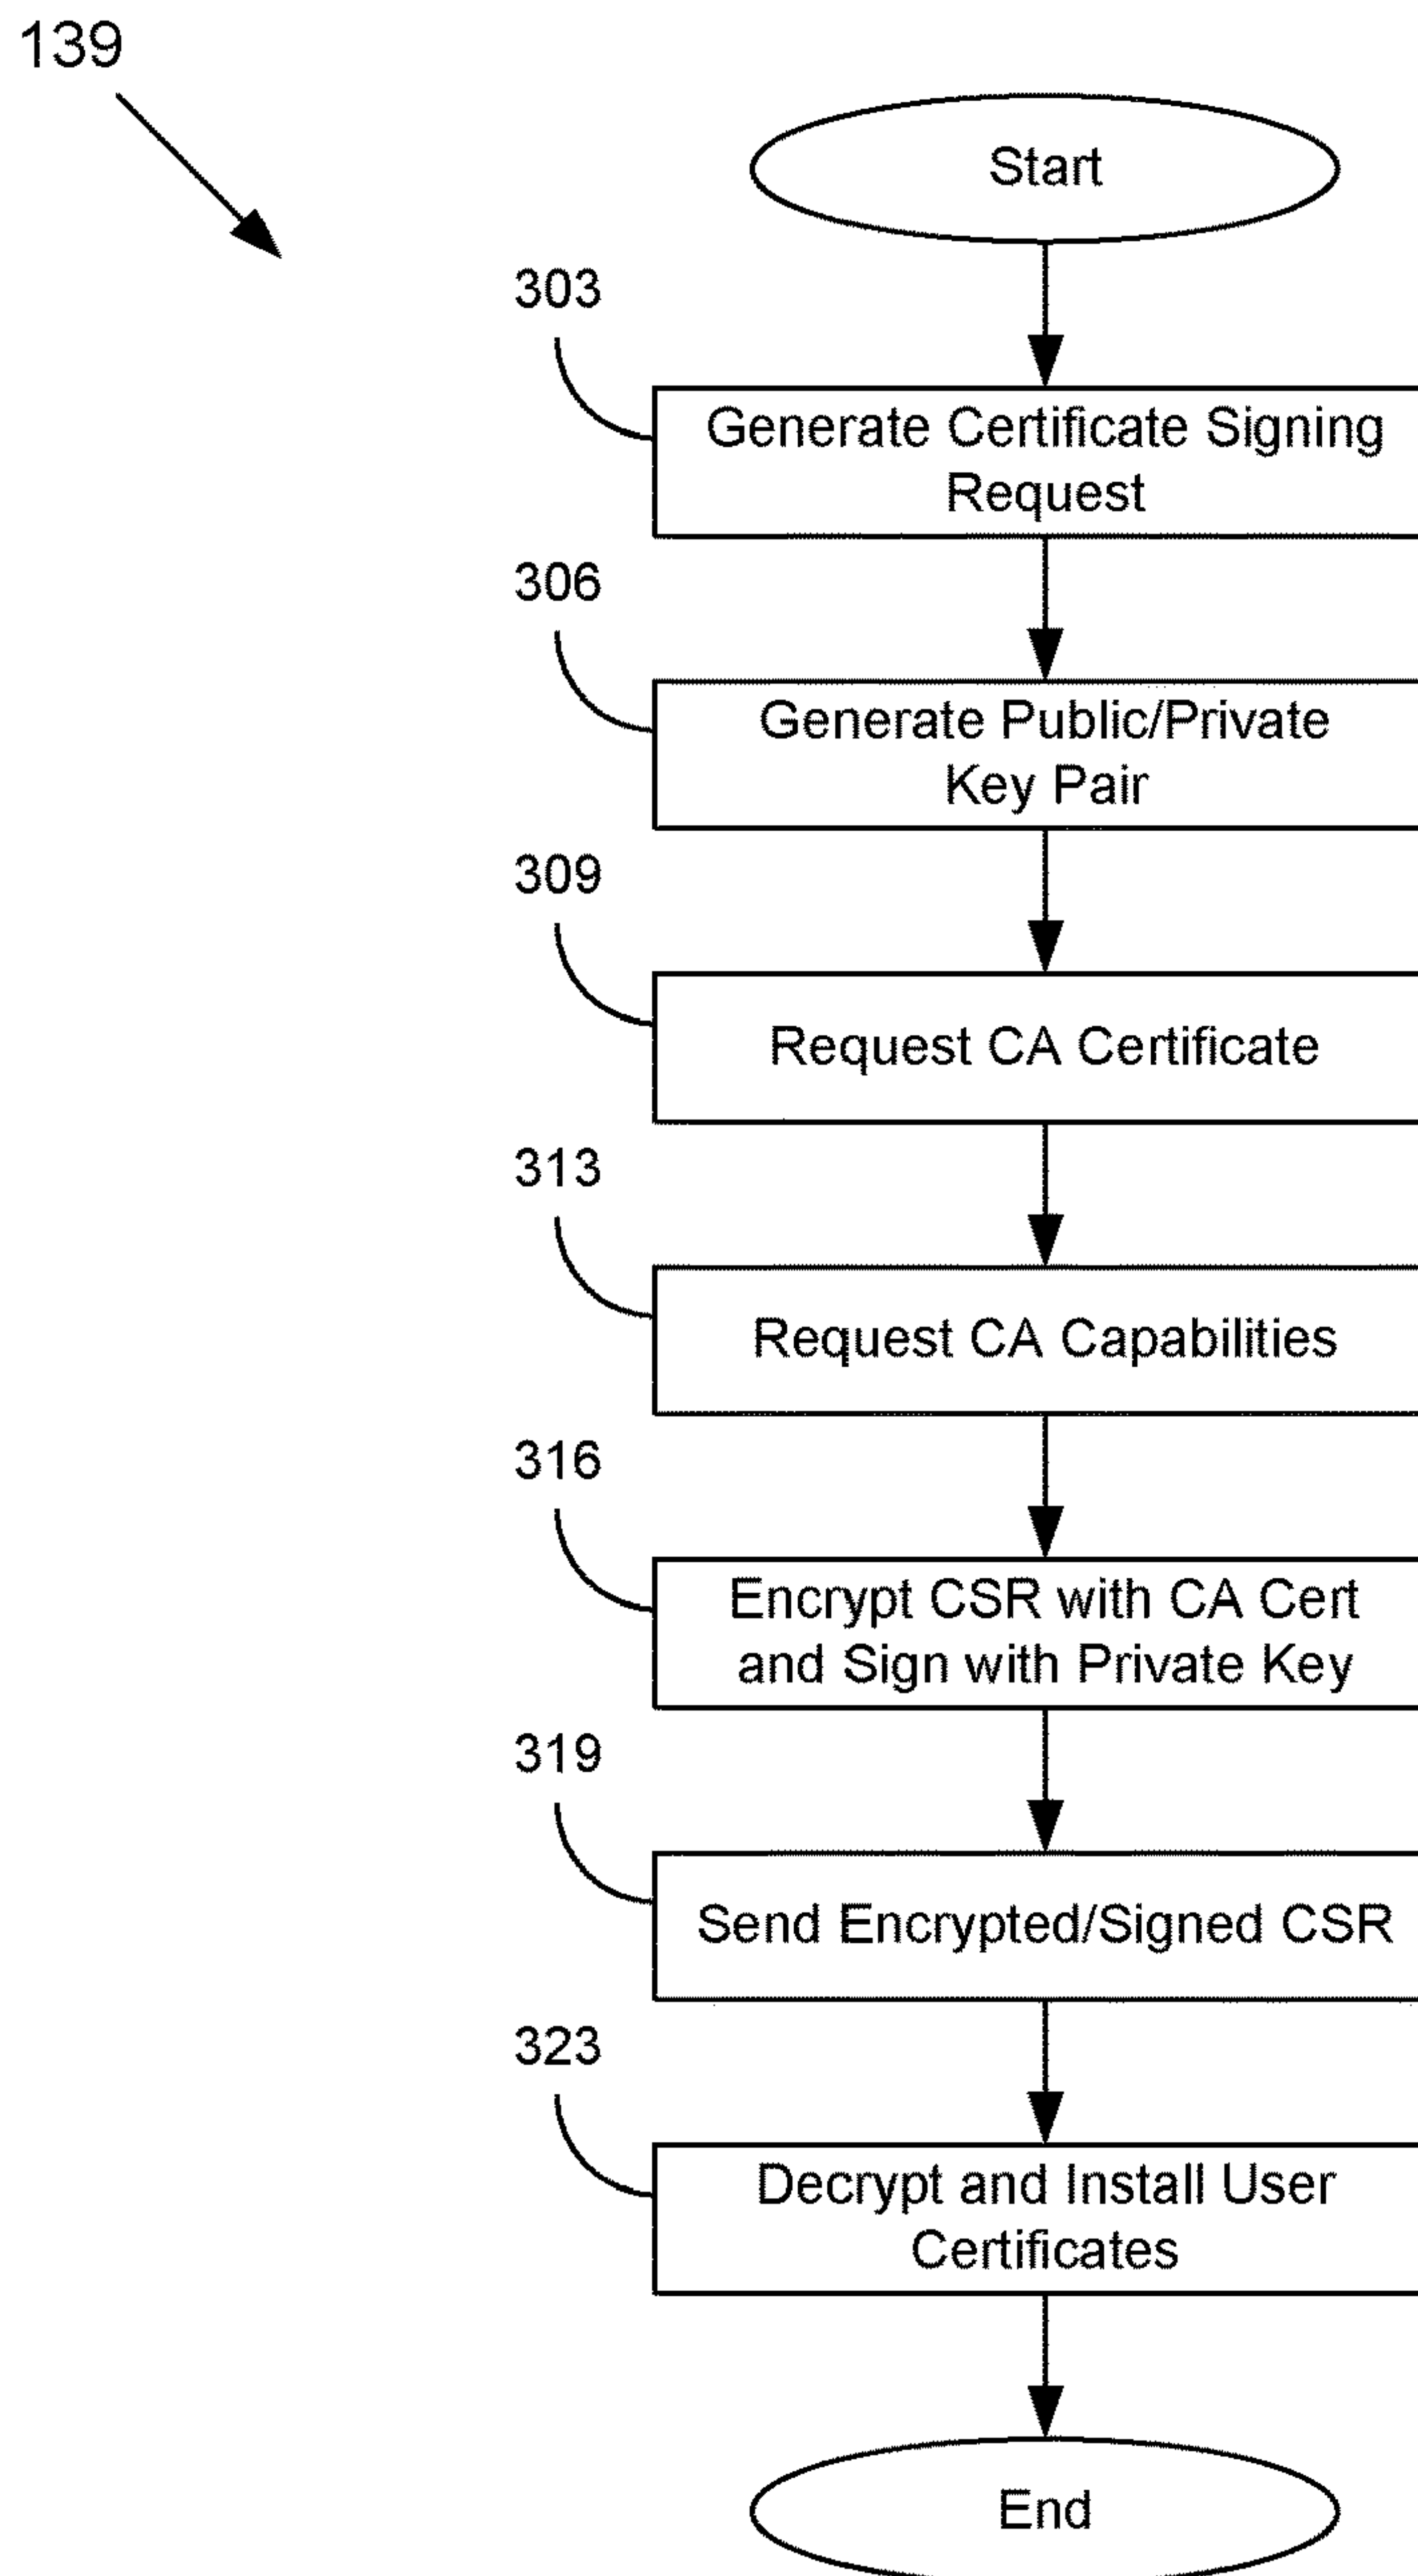 139
Start
303
Generate Certificate Signing
Request
306
Generate Public/Private
Key Pair
309
Request CA Certificate
313
Request CA Capabilities
316
Encrypt CSR with CA Cert
and Sign with Private Key
319
Send Encrypted/Signed CSR
323
Decrypt and Install User
Certificates
End